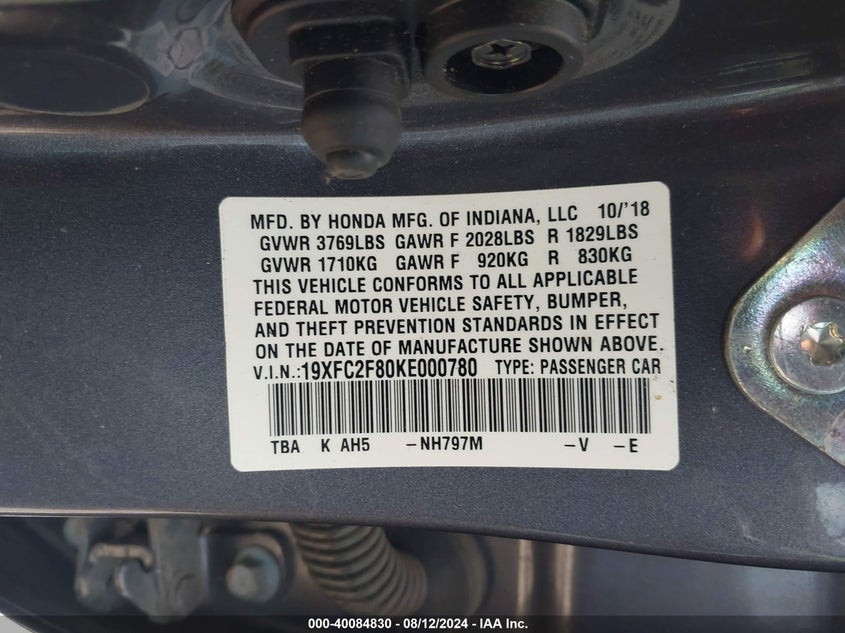 MFD. BY HONDA MFG. OF INDIANA, LLC 10/'18
GVWR 3769LBS GAWR F 2028LBS R 1829LBS
GVWR 1710KG GAWR F 920KG R 830KG
THIS VEHICLE CONFORMS TO ALL APPLICABLE
FEDERAL MOTOR VEHICLE SAFETY, BUMPER,
AND THEFT PREVENTION STANDARDS IN EFFECT
ON THE DATE OF MANUFACTURE SHOWN ABOVE.
V.I.N.:19XFC2F80KE000780 TYPE: PASSENGER CAR
TBA K AH5 -NH797M -V -E
000-40084830 - 08/12/2024 - IAA Inc.